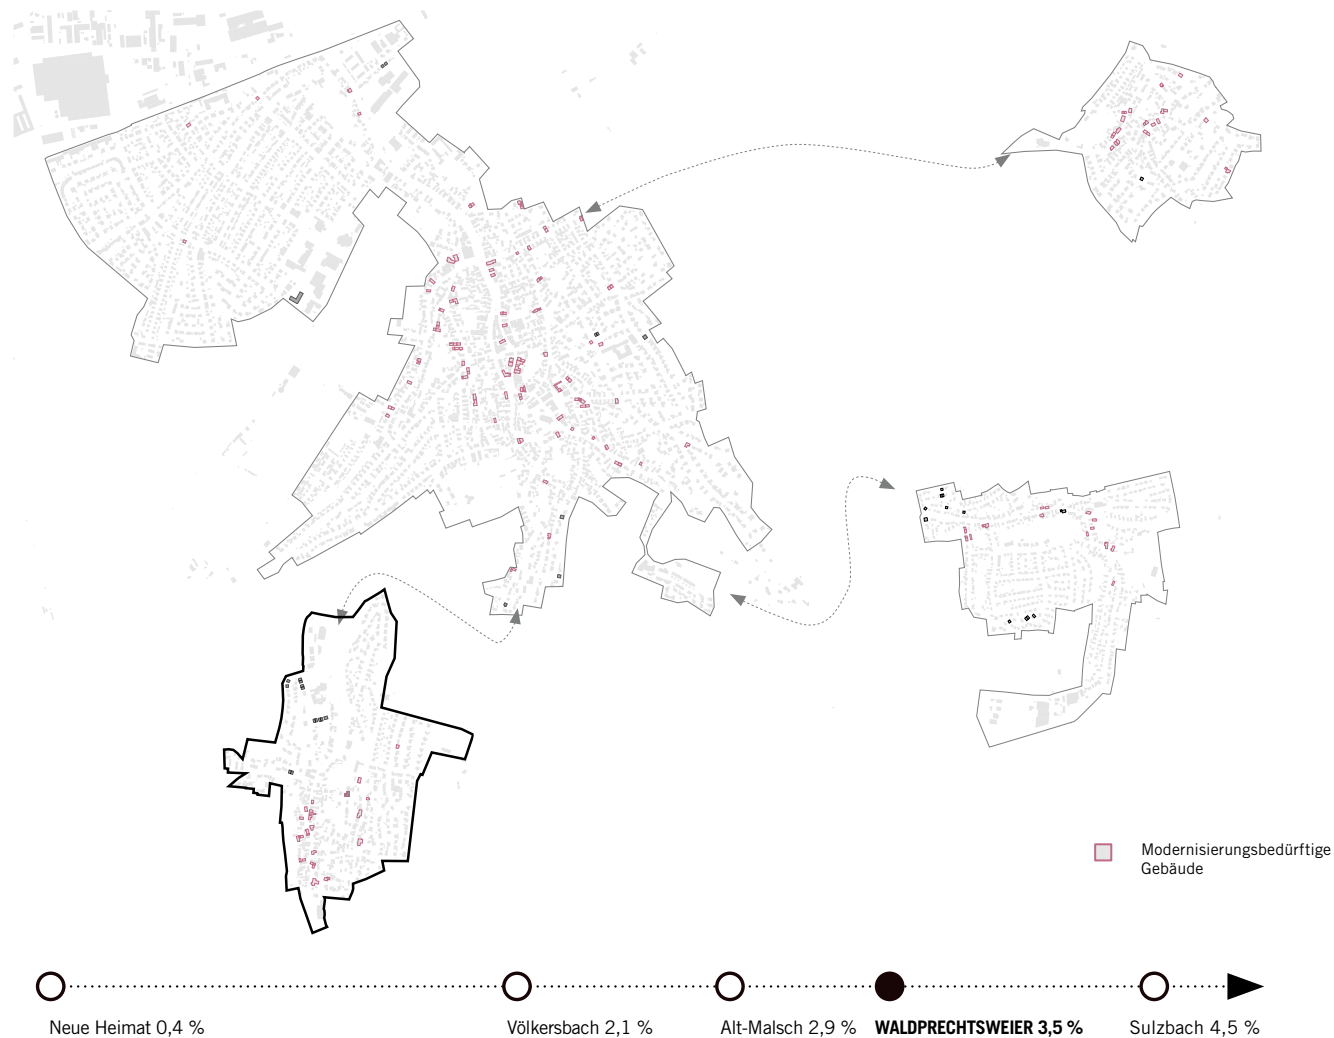 Modernisierungsbedürftige
Gebäude
Neue Heimat 0,4 %
Völkersbach 2,1 %
Alt-Malsch 2,9 %
WALDPRECHTSWEIER 3,5 %
Sulzbach 4,5 %